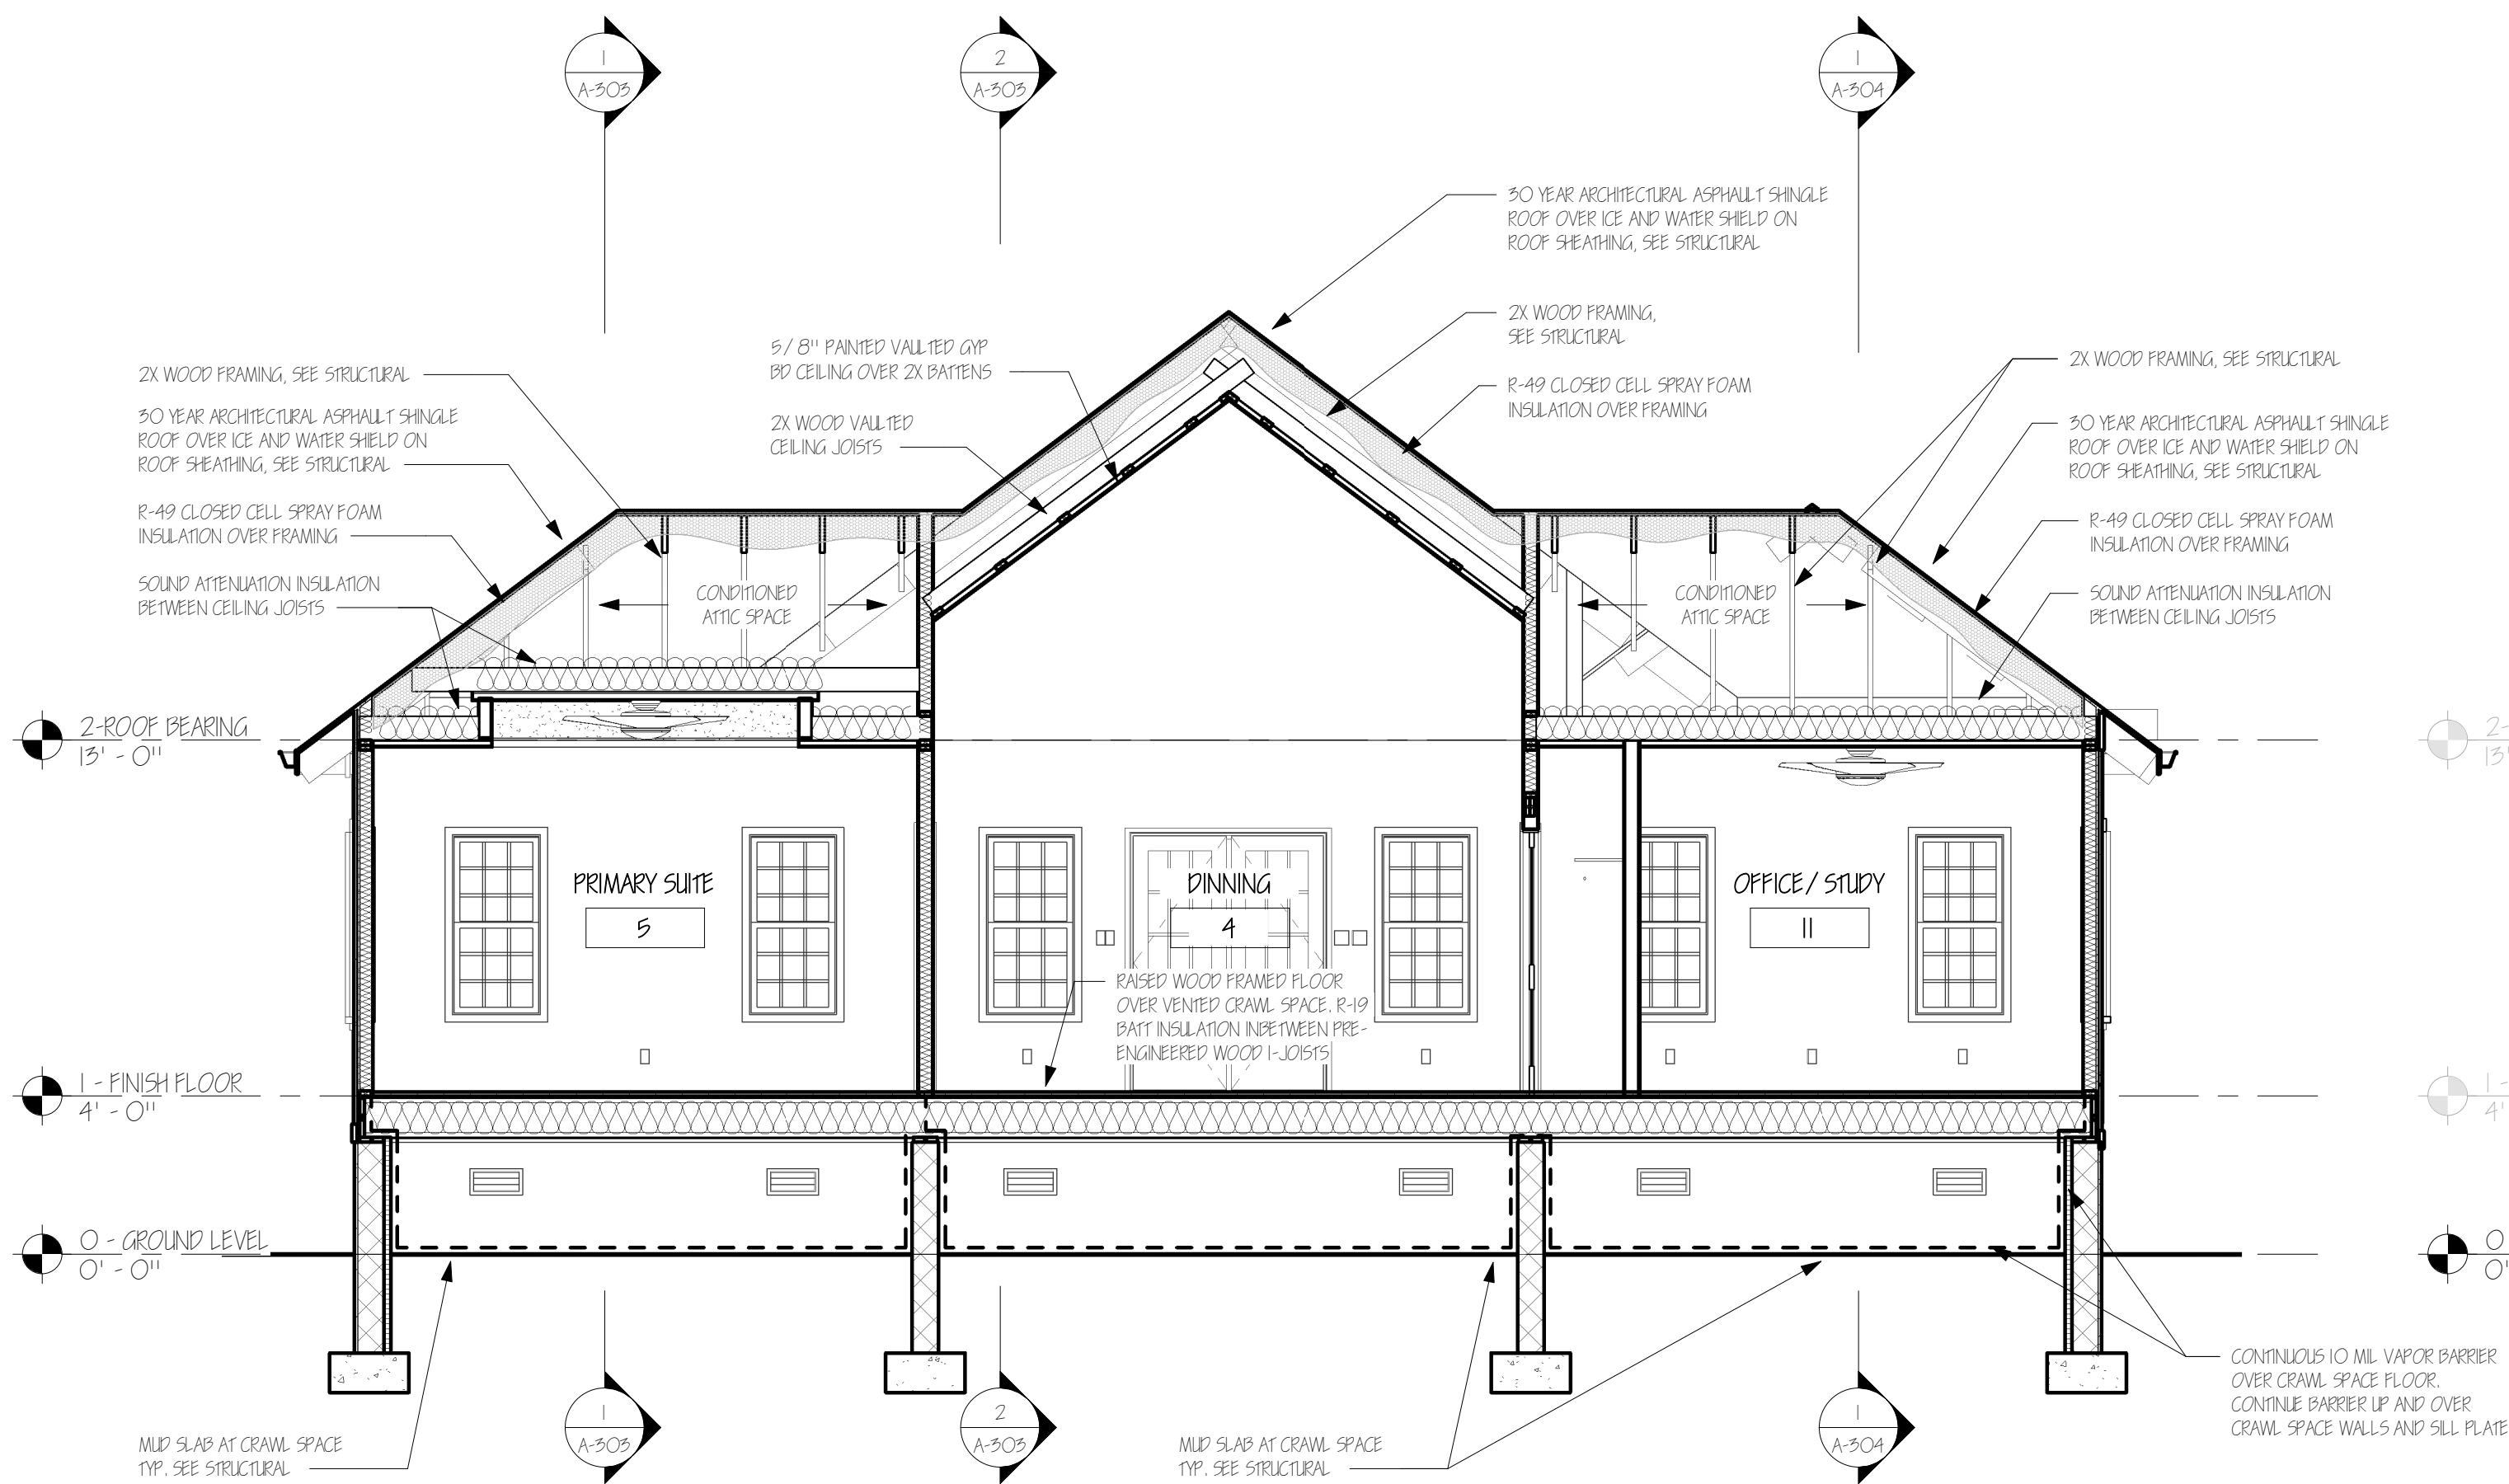 1
A-303
2
A-303
1
A-304
30 YEAR ARCHITECTURAL ASPHAULT SHINGLE
ROOF OVER ICE AND WATER SHIELD ON
ROOF SHEATHING, SEE STRUCTURAL
2X WOOD FRAMING,
SEE STRUCTURAL
R-49 CLOSED CELL SPRAY FOAM
INSULATION OVER FRAMING
5/8" PAINTED VAULTED GYP
BD CEILING OVER 2X BATTENS
2X WOOD VAULTED
CEILING JOISTS
2X WOOD FRAMING, SEE STRUCTURAL
30 YEAR ARCHITECTURAL ASPHAULT SHINGLE
ROOF OVER ICE AND WATER SHIELD ON
ROOF SHEATHING, SEE STRUCTURAL
R-49 CLOSED CELL SPRAY FOAM
INSULATION OVER FRAMING
SOUND ATTENUATION INSULATION
BETWEEN CEILING JOISTS
2X WOOD FRAMING, SEE STRUCTURAL
30 YEAR ARCHITECTURAL ASPHAULT SHINGLE
ROOF OVER ICE AND WATER SHIELD ON
ROOF SHEATHING, SEE STRUCTURAL
R-49 CLOSED CELL SPRAY FOAM
INSULATION OVER FRAMING
SOUND ATTENUATION INSULATION
BETWEEN CEILING JOISTS
CONDITIONED
ATTIC SPACE
CONDITIONED
ATTIC SPACE
2-ROOF BEARING
13' - 0"
2-
13'
PRIMARY SUITE
5
DINNING
4
OFFICE/ STUDY
11
RAISED WOOD FRAMED FLOOR
OVER VENTED CRAWL SPACE. R-19
BATT INSULATION INBETWEEN PRE-
ENGINEERED WOOD I-JOISTS
1 - FINISH FLOOR
4' - 0"
1 -
4'
0 - GROUND LEVEL
0' - 0"
0
0'
CONTINUOUS 10 MIL VAPOR BARRIER
OVER CRAWL SPACE FLOOR.
CONTINUE BARRIER UP AND OVER
CRAWL SPACE WALLS AND SILL PLATE
MUD SLAB AT CRAWL SPACE
TYP. SEE STRUCTURAL
MUD SLAB AT CRAWL SPACE
TYP. SEE STRUCTURAL
1
A-303
2
A-303
1
A-304